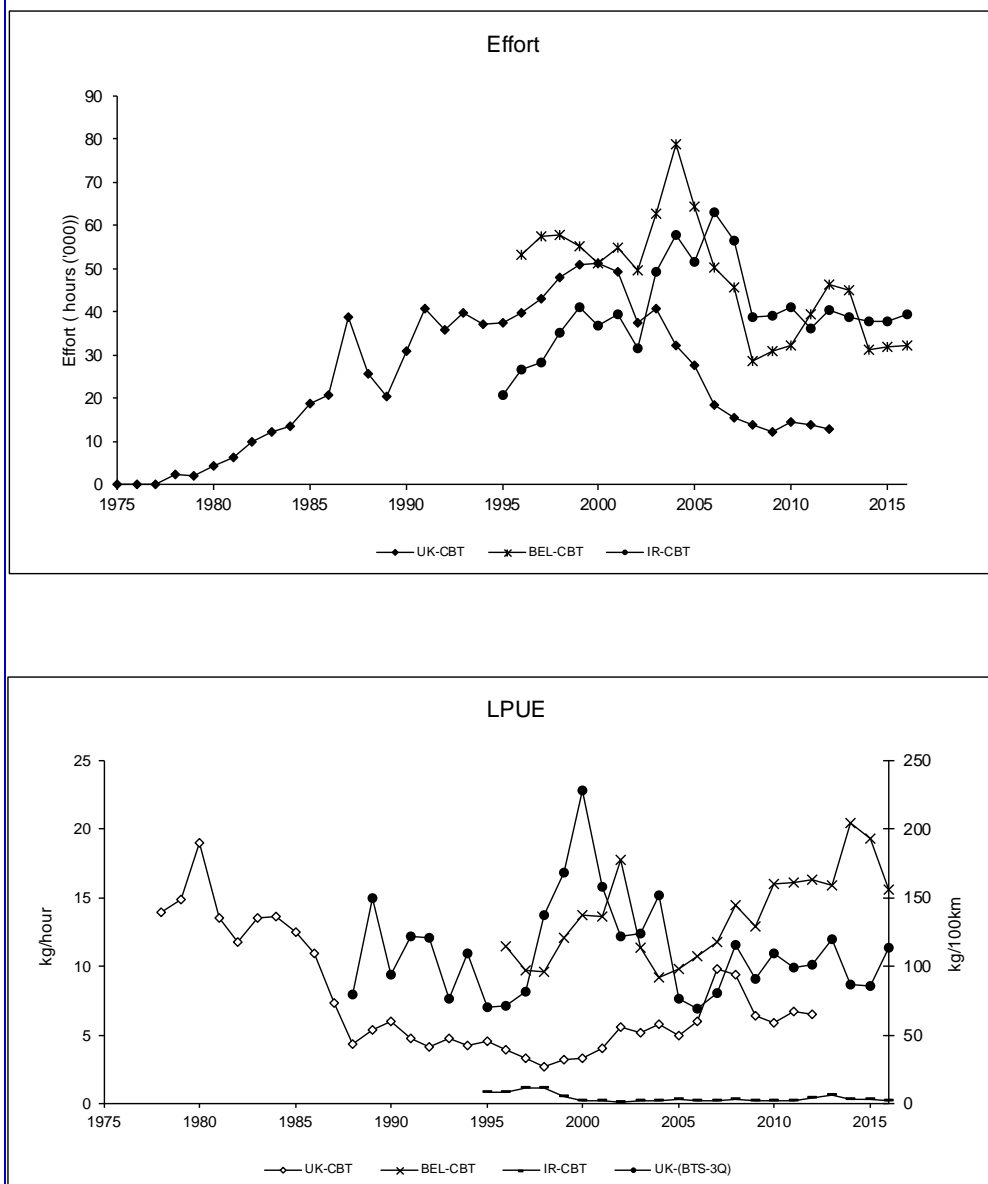 Effort
Effort ( hours ('000))
90
80
70
60
50
40
30
20
10
0
1975 1980 1985 1990 1995 2000 2005 2010 2015
UK-CBT BEL-CBT IR-CBT
LPUE
kg/hour
25
20
15
10
5
0
250
200
150
100
50
0
kg/100km
1975 1980 1985 1990 1995 2000 2005 2010 2015
UK-CBT BEL-CBT IR-CBT UK-(BTS-3Q)